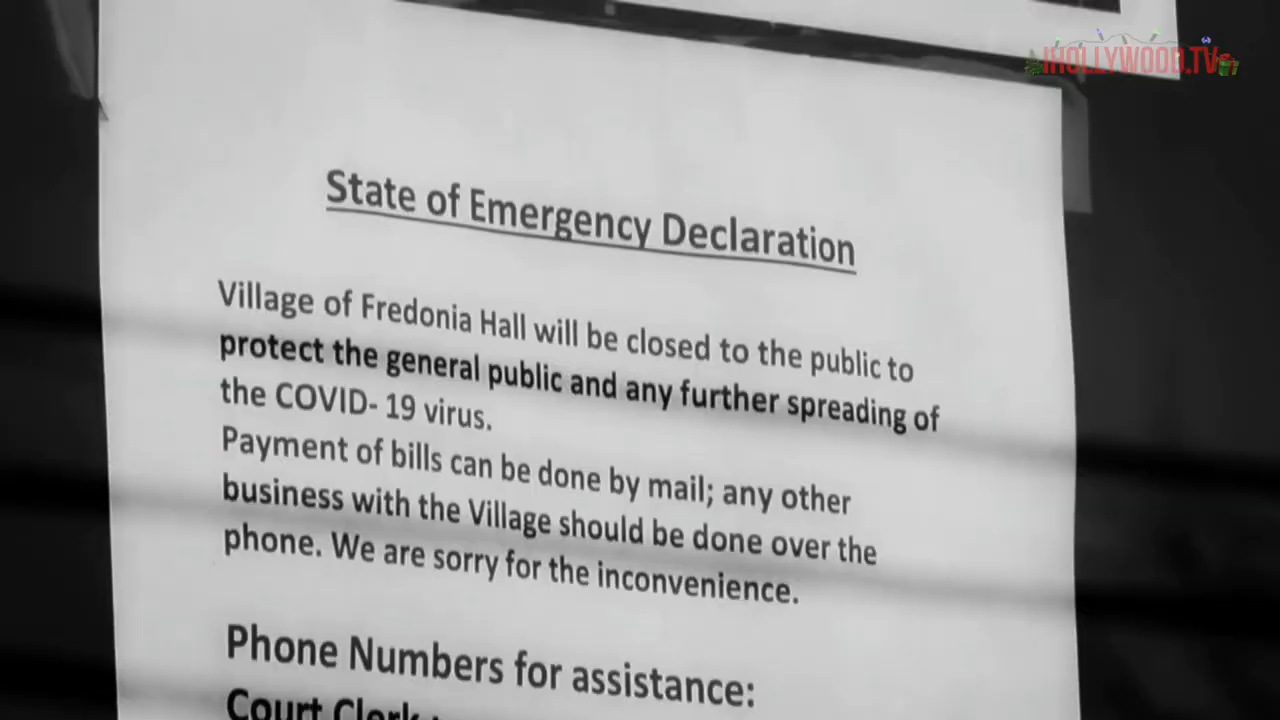 IHOLLYWOOD.TV
State of Emergency Declaration
Village of Fredonia Hall will be closed to the public to
protect the general public and any further spreading of
the COVID- 19 virus.
Payment of bills can be done by mail; any other
business with the Village should be done over the
phone. We are sorry for the inconvenience.
Phone Numbers for assistance:
Court Clerk